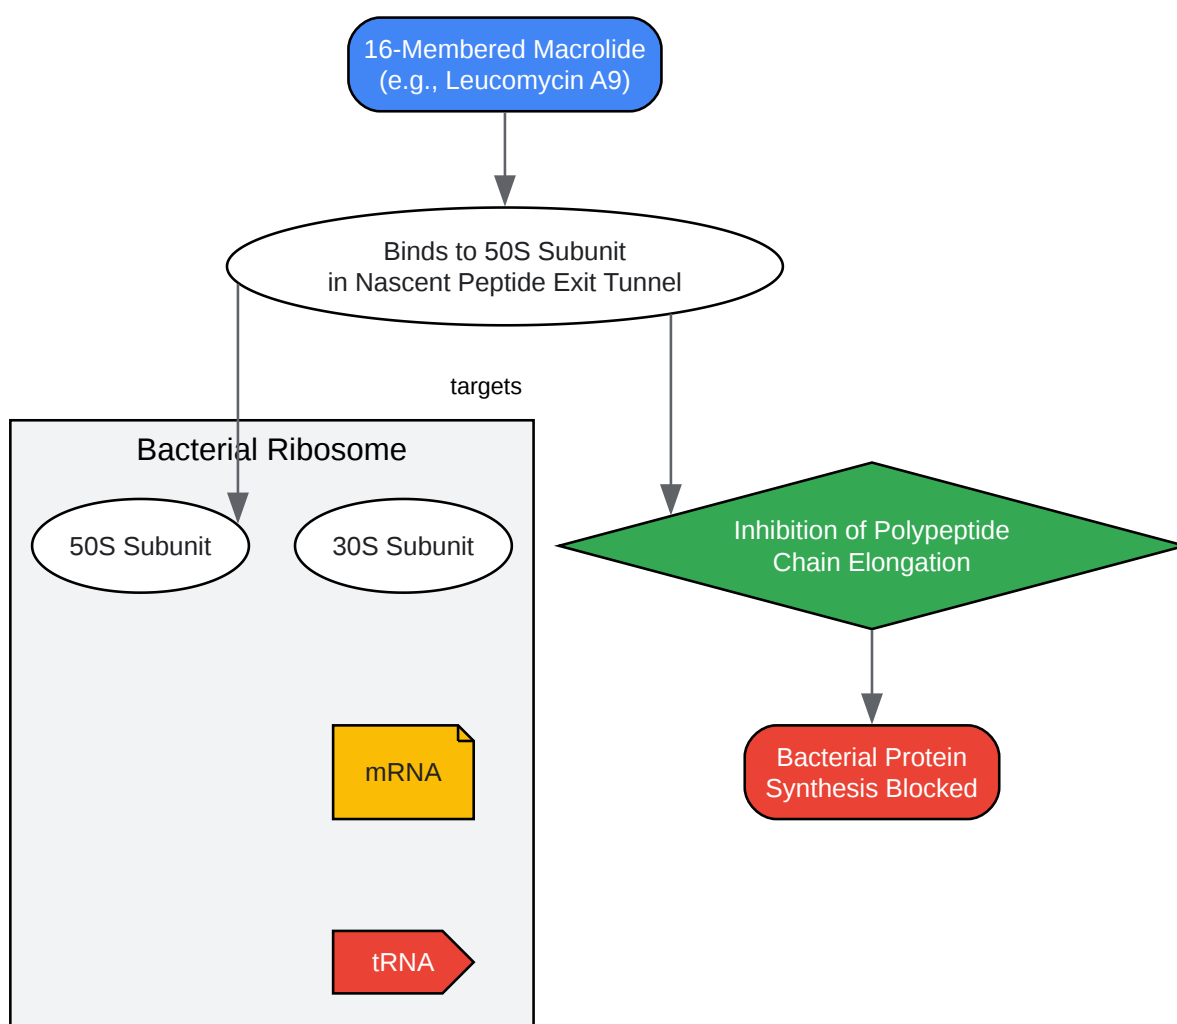 16-Membered Macrolide
(e.g., Leucomycin A9)
Binds to 50S Subunit
in Nascent Peptide Exit Tunnel
targets
Bacterial Ribosome
50S Subunit
30S Subunit
Inhibition of Polypeptide
Chain Elongation
mRNA
Bacterial Protein
Synthesis Blocked
tRNA